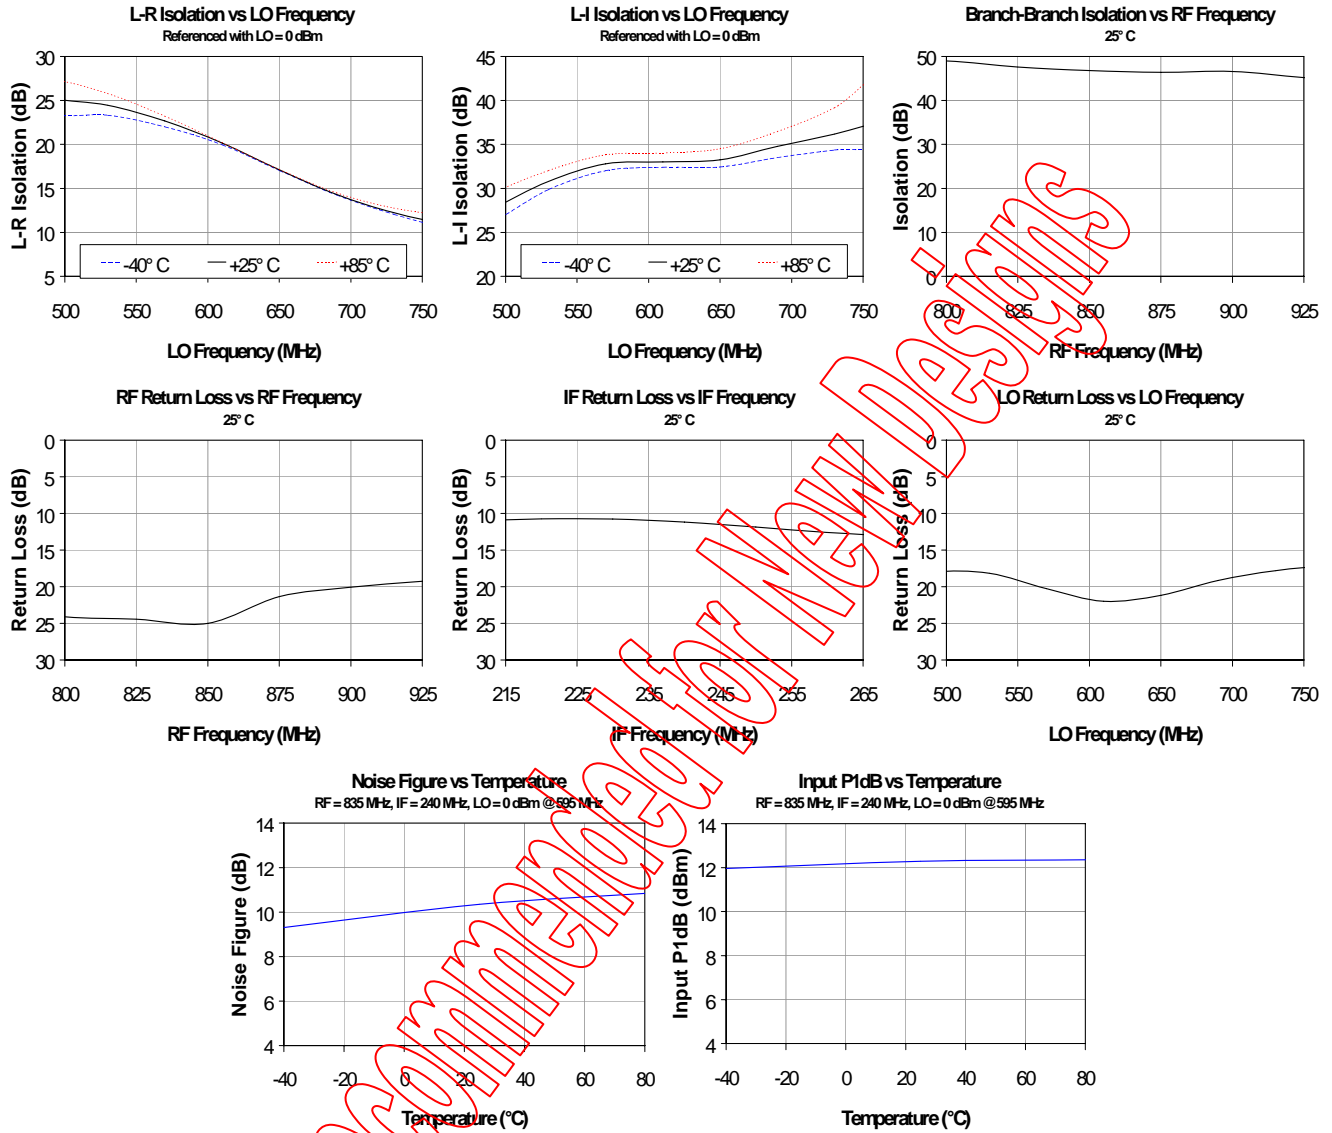 L-R Isolation vs LO Frequency
Referenced with LO = 0 dBm
L-R Isolation (dB)
30
25
20
15
10
5
-40° C
+25° C
+85° C
500 550 600 650 700 750
LO Frequency (MHz)
L-I Isolation vs LO Frequency
Referenced with LO = 0 dBm
L-I Isolation (dB)
45
40
35
30
25
20
-40° C
+25° C
+85° C
500 550 600 650 700 750
LO Frequency (MHz)
Branch-Branch Isolation vs RF Frequency
25° C
Isolation (dB)
50
40
30
20
10
0
800 825 850 875 900 925
RF Frequency (MHz)
RF Return Loss vs RF Frequency
25° C
Return Loss (dB)
0
5
10
15
20
25
30
800 825 850 875 900 925
RF Frequency (MHz)
IF Return Loss vs IF Frequency
25° C
Return Loss (dB)
0
5
10
15
20
25
30
215 225 235 245 255 265
IF Frequency (MHz)
LO Return Loss vs LO Frequency
25° C
Return Loss (dB)
0
5
10
15
20
25
30
500 550 600 650 700 750
LO Frequency (MHz)
Noise Figure vs Temperature
RF = 835 MHz, IF = 240 MHz, LO = 0 dBm @ 595 MHz
Noise Figure (dB)
14
12
10
8
6
4
-40 -20 0 20 40 60 80
Temperature (°C)
Input P1dB vs Temperature
RF = 835 MHz, IF = 240 MHz, LO = 0 dBm @ 595 MHz
Input P1dB (dBm)
14
12
10
8
6
4
-40 -20 0 20 40 60 80
Temperature (°C)
ecommended for New Designs